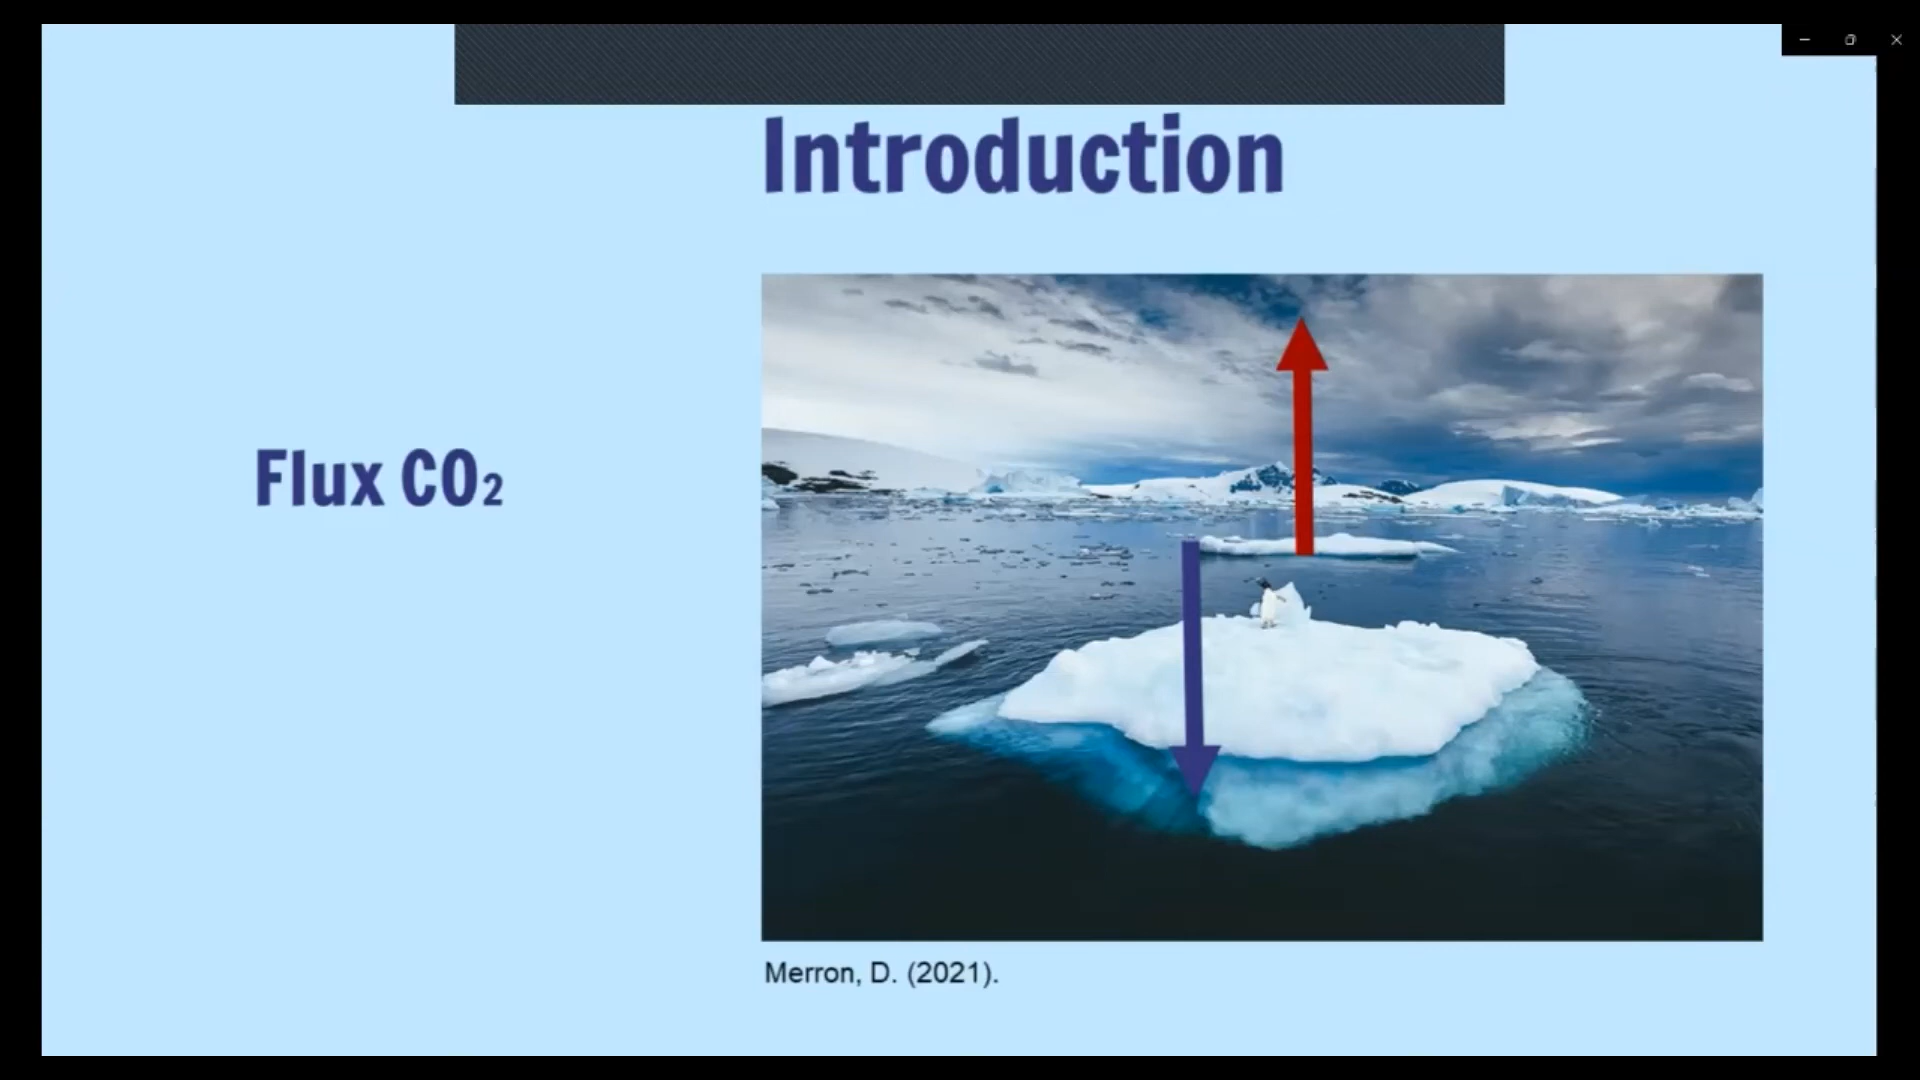 Introduction
Flux CO₂
Merron, D. (2021).